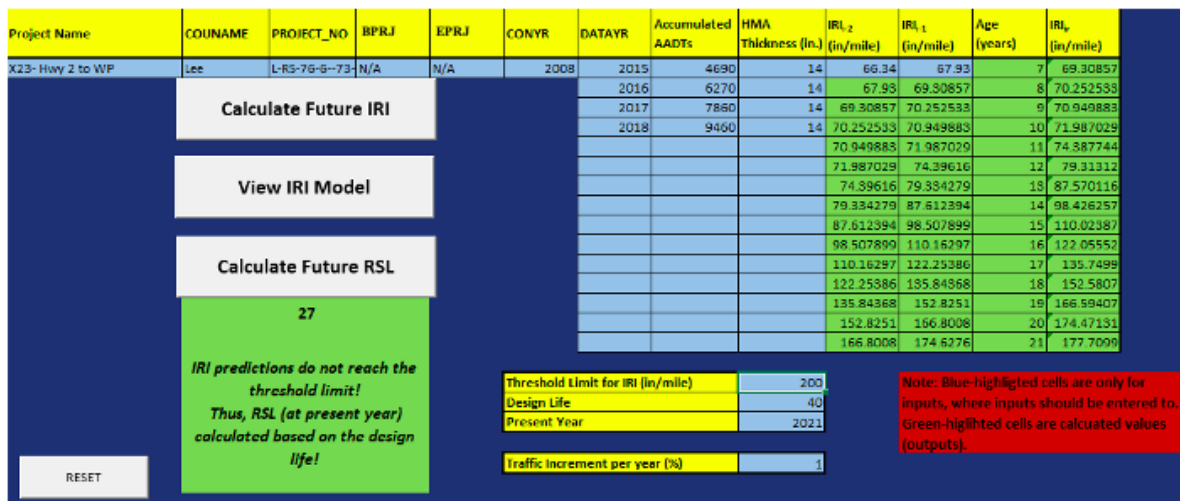 Project Name COUNAME PROJECT_NO BPRJ EPRJ CONYR DATAYR Accumulated AADTs HMA Thickness (in.) IRIt-2 (in/mile) IRIt-1 (in/mile) Age (years) IRIt (in/mile)
X23- Hwy 2 to WP Lee L-RS-76-6--73- N/A N/A 2008 2015 4690 14 66.34 67.93 7 69.30857
2016 6270 14 67.93 69.30857 8 70.252533
2017 7860 14 69.30857 70.252533 9 70.949883
2018 9460 14 70.252533 70.949883 10 71.987029
70.949883 71.987029 11 74.387744
71.987029 74.39616 12 79.31312
74.39616 79.334279 13 87.570116
79.334279 87.612394 14 98.426257
87.612394 98.507899 15 110.02387
98.507899 110.16297 16 122.05552
110.16297 122.25386 17 135.7499
122.25386 135.84368 18 152.5807
135.84368 152.8251 19 166.59407
152.8251 166.8008 20 174.47131
166.8008 174.6276 21 177.7099
Calculate Future IRI
View IRI Model
Calculate Future RSL
27
IRI predictions do not reach the
threshold limit!
Thus, RSL (at present year)
calculated based on the design
life!
RESET
Threshold Limit for IRI (in/mile) 200
Design Life 40
Present Year 2021
Traffic Increment per year (%) 1
Note: Blue-highligted cells are only for
inputs, where inputs should be entered to.
Green-higlihted cells are calcuated values
(outputs).